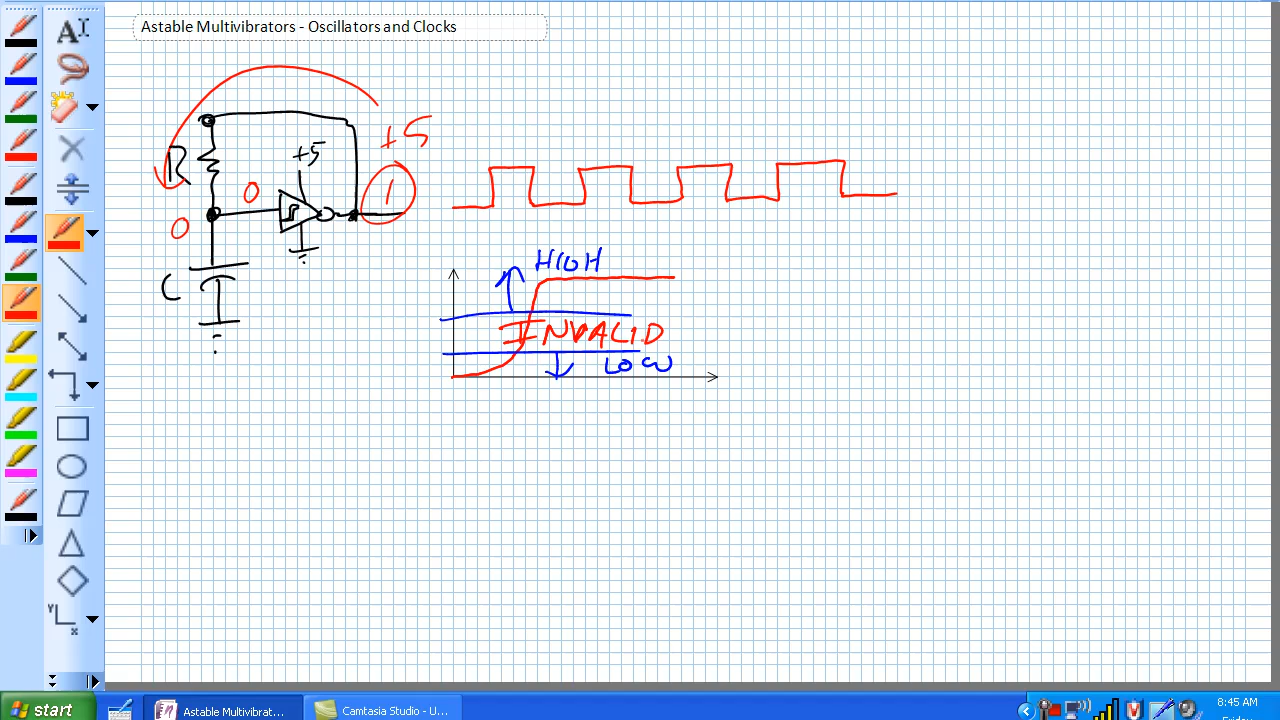 Astable Multivibrators - Oscillators and Clocks
+5
R
+5
0
1
0
C
HIGH
INVALID
LOW
start
Astable Multivibrat...
Camtasia Studio - U...
8:45 AM
Friday